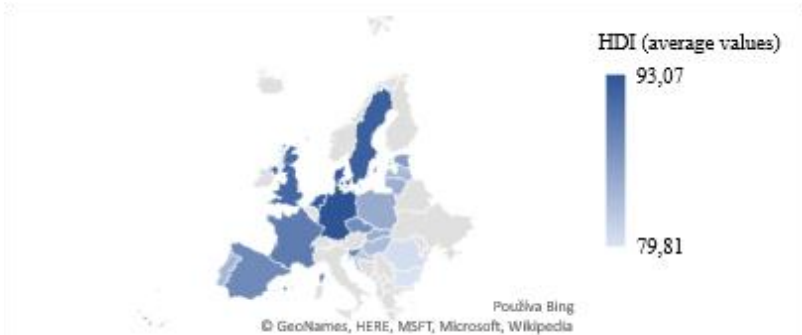 HDI (average values)
93,07
79,81
Používa Bing
© GeoNames, HERE, MSFT, Microsoft, Wikipedia